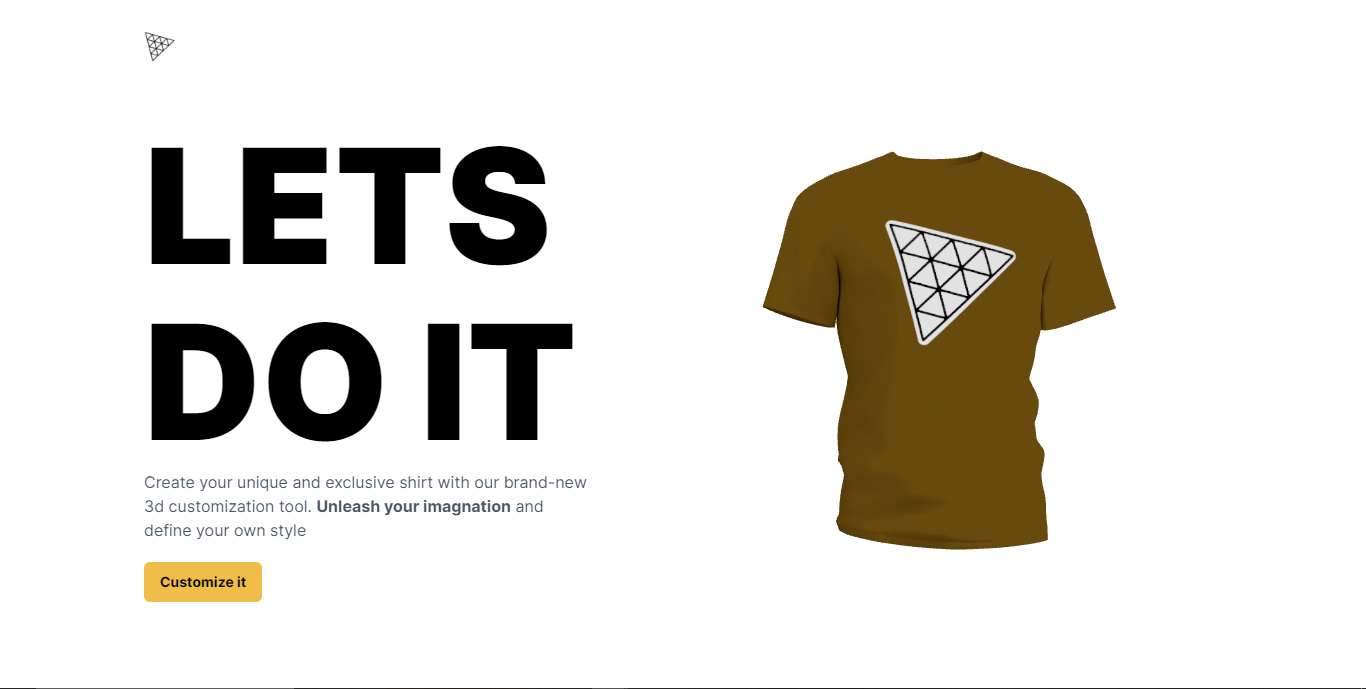 LETS
DO IT
Create your unique and exclusive shirt with our brand-new
3d customization tool. Unleash your imagnation and
define your own style
Customize it